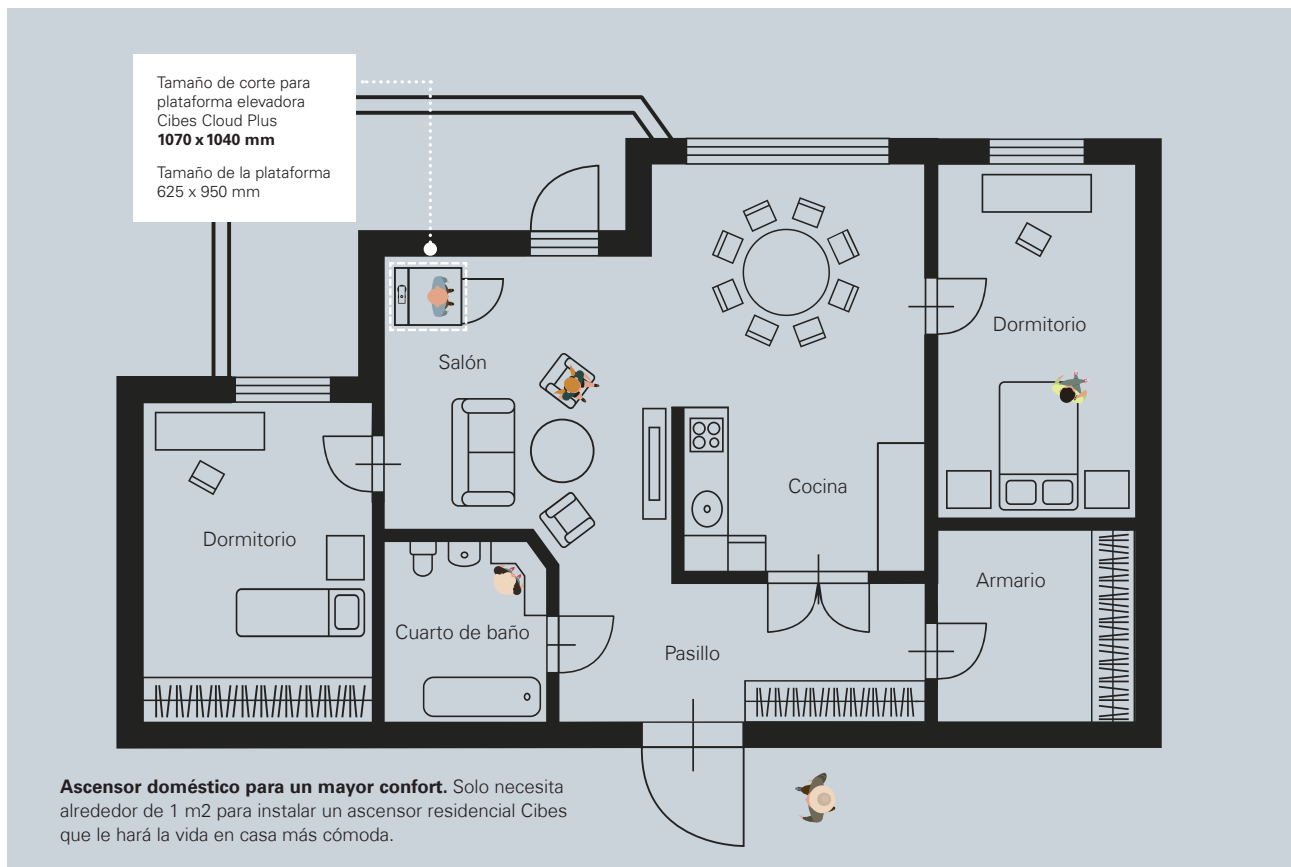 Tamaño de corte para
plataforma elevadora
Cibes Cloud Plus
1070 x 1040 mm
Tamaño de la plataforma
625 x 950 mm
Salón
Dormitorio
Cocina
Dormitorio
Armario
Cuarto de baño
Pasillo
Ascensor doméstico para un mayor confort. Solo necesita
alrededor de 1 m2 para instalar un ascensor residencial Cibes
que le hará la vida en casa más cómoda.